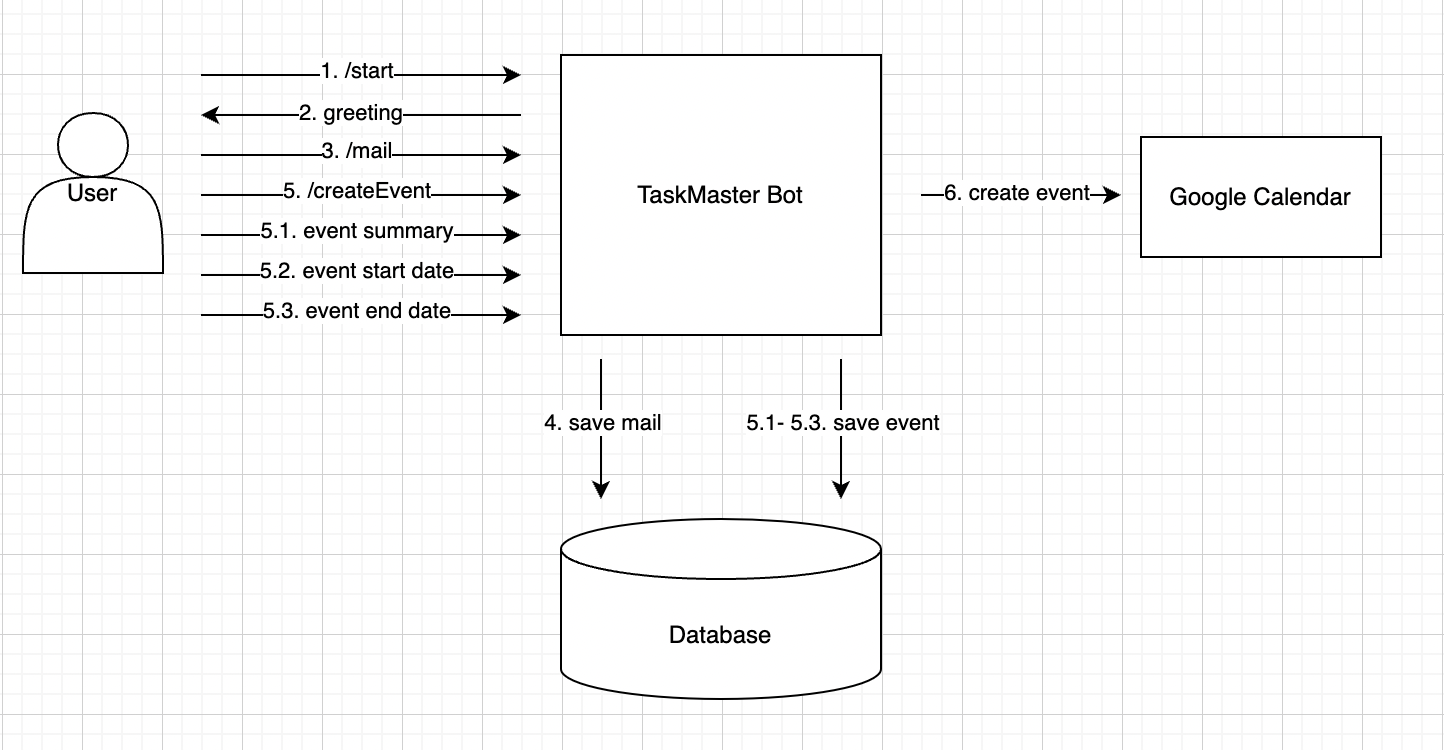 1. /start
2. greeting
3. /mail
User
5. /createEvent
5.1. event summary
5.2. event start date
5.3. event end date
TaskMaster Bot
6. create event
Google Calendar
4. save mail
5.1- 5.3. save event
Database